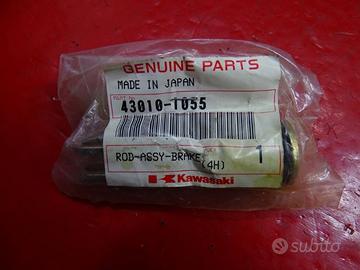 GENUINE PARTS
MADE IN JAPAN
43010-1055
ROD-ASSY-BRAKE
(4H)
1
Kawasaki
subito